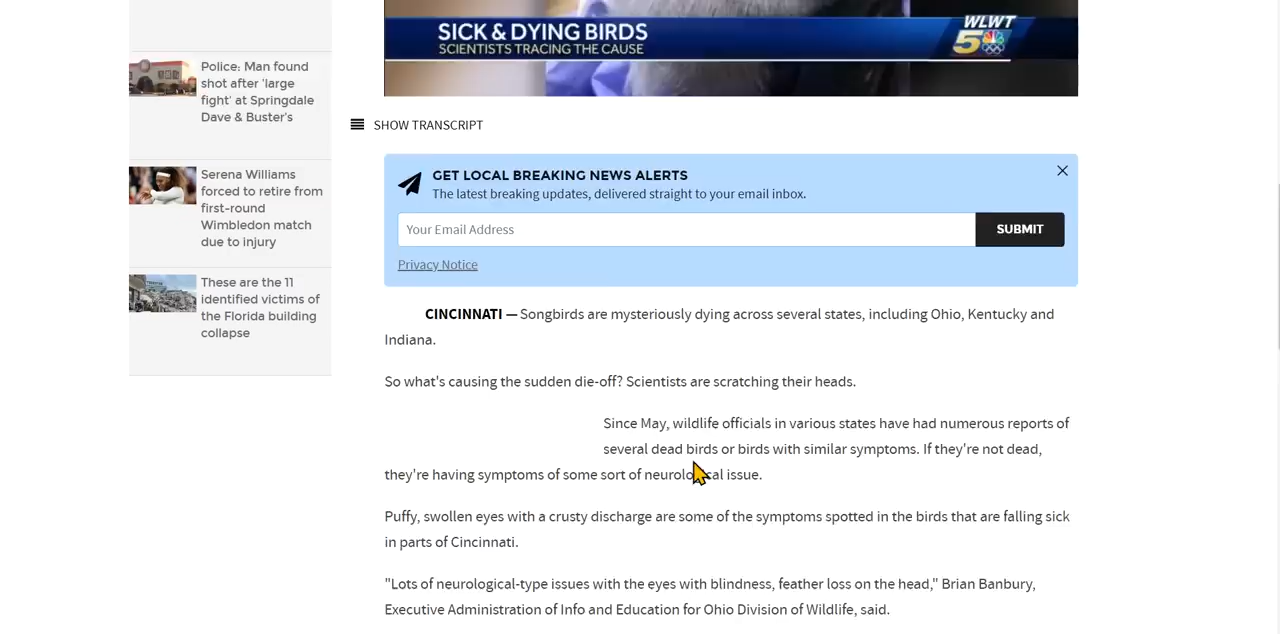 SICK & DYING BIRDS
SCIENTISTS TRACING THE CAUSE
WLWT
5
Police: Man found
shot after 'large
fight' at Springdale
Dave & Buster's
Serena Williams
forced to retire from
first-round
Wimbledon match
due to injury
These are the 11
identified victims of
the Florida building
collapse
SHOW TRANSCRIPT
GET LOCAL BREAKING NEWS ALERTS
The latest breaking updates, delivered straight to your email inbox.
Your Email Address
SUBMIT
Privacy Notice
CINCINNATI — Songbirds are mysteriously dying across several states, including Ohio, Kentucky and
Indiana.
So what's causing the sudden die-off? Scientists are scratching their heads.
Since May, wildlife officials in various states have had numerous reports of
several dead birds or birds with similar symptoms. If they're not dead,
they're having symptoms of some sort of neurological issue.
Puffy, swollen eyes with a crusty discharge are some of the symptoms spotted in the birds that are falling sick
in parts of Cincinnati.
"Lots of neurological-type issues with the eyes with blindness, feather loss on the head," Brian Banbury,
Executive Administration of Info and Education for Ohio Division of Wildlife, said.